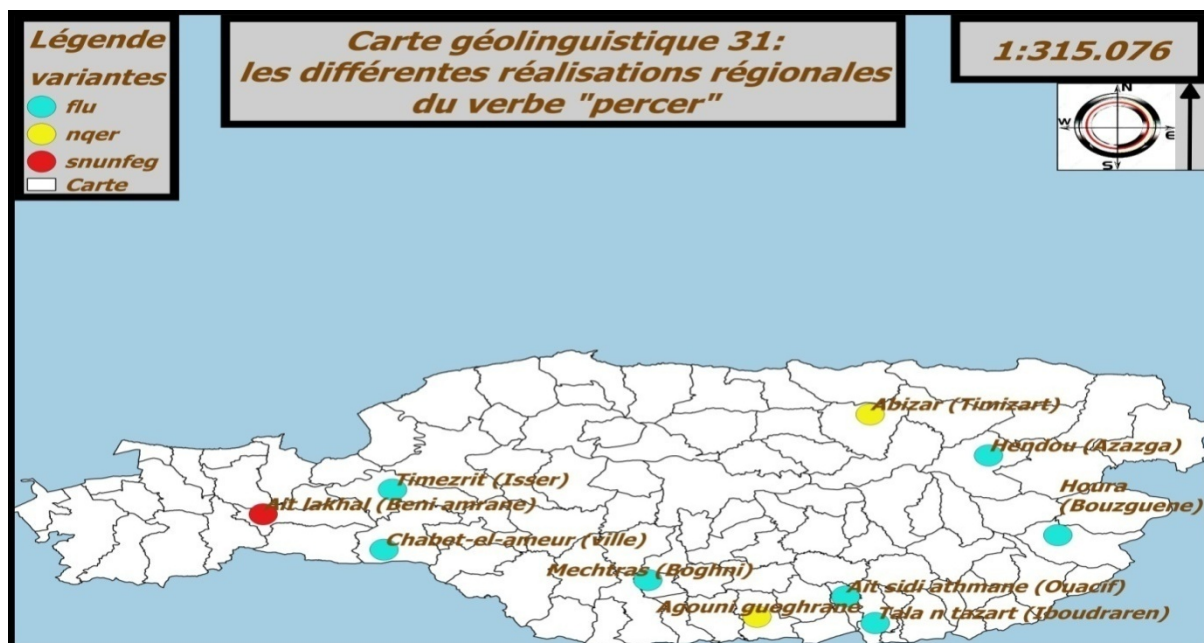 Légende
variantes
flu
nqer
snunfeg
Carte
Carte géolinguistique 31:
les différentes réalisations régionales
du verbe "percer"
1:315.076
N
W
E
S
Abizar (Timizart)
Hendou (Azazga)
Timezrit (Isser)
Ait lakhal (Beni amrane)
Houra
(Bouzguene)
Chabet-el-ameur (ville)
Mechtras (Boghni)
Ait sidi athmane (Ouacif)
Agouni gueghrane
Tala n tazart (Iboudraren)